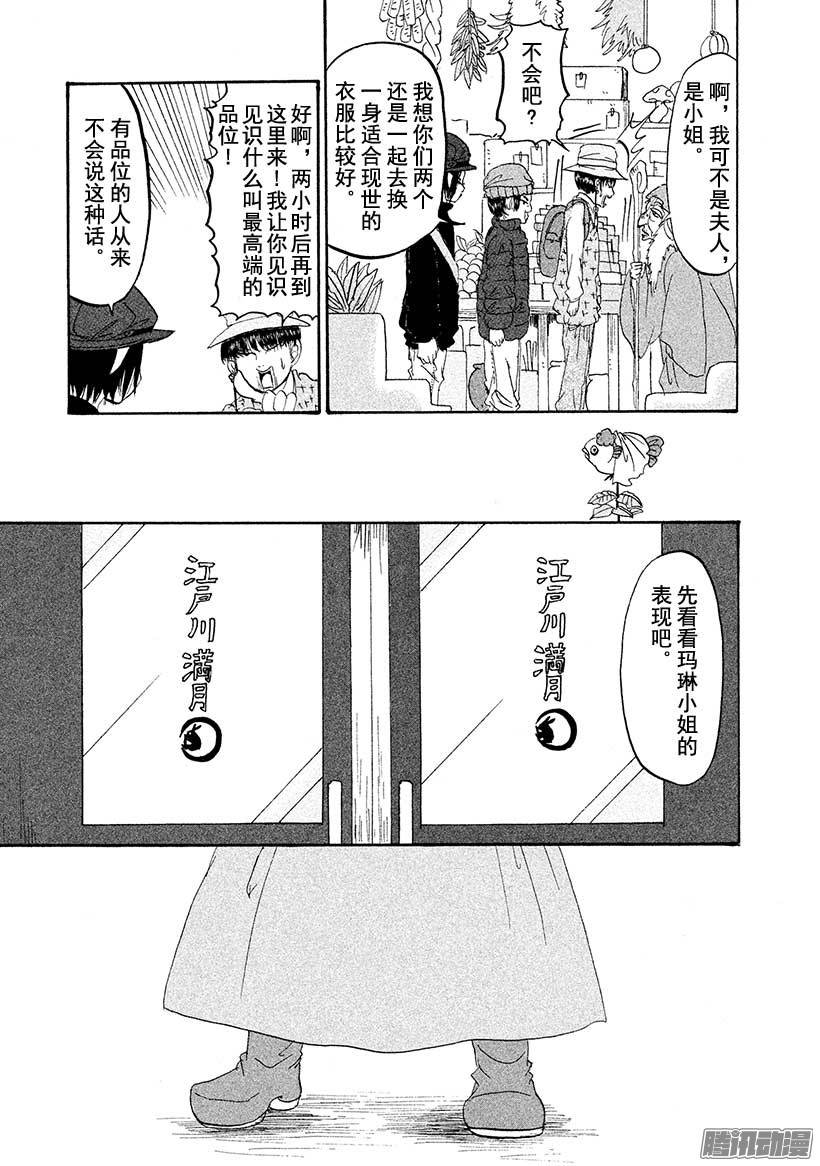 啊，我可不是夫人，
是小姐。
不会吧？
我想你们两个
还是一起去换
一身适合现世的
衣服比较好。
好啊，两小时后再到
这里来！我让你见识
见识什么叫最高端的
品位！
有品位的人从来
不会说这种话。
先看看玛琳小姐的
表现吧。
江戸川满月
江戸川满月
腾讯动漫